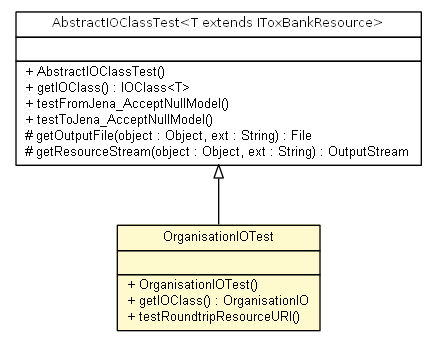 AbstractIOClassTest<T extends IToxBankResource>
+ AbstractIOClassTest()
+ getIOClass() : IOClass<T>
+ testFromJena_AcceptNullModel()
+ testToJena_AcceptNullModel()
# getOutputFile(object : Object, ext : String) : File
# getResourceStream(object : Object, ext : String) : OutputStream
OrganisationIOTest
+ OrganisationIOTest()
+ getIOClass() : OrganisationIO
+ testRoundtripResourceURI()